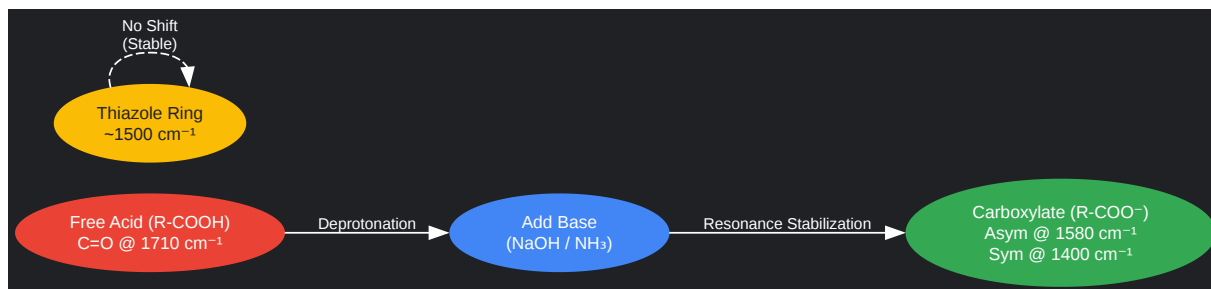 No Shift
(Stable)
Thiazole Ring
~1500 cm⁻¹
Free Acid (R-COOH)
C=O @ 1710 cm⁻¹
Deprotonation
Add Base
(NaOH / NH₃)
Resonance Stabilization
Carboxylate (R-COO⁻)
Asym @ 1580 cm⁻¹
Sym @ 1400 cm⁻¹